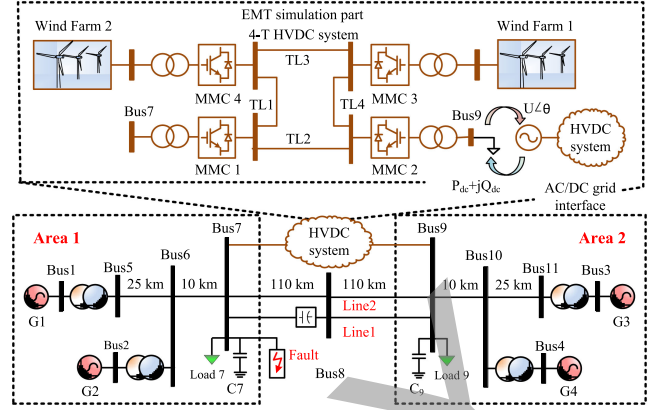 EMT simulation part
4-T HVDC system
Wind Farm 2
Wind Farm 1
TL3
MMC 4
MMC 3
TL1
TL4
Bus7
Bus9
U∠θ
HVDC
system
TL2
MMC 1
MMC 2
Pdc+jQdc
AC/DC grid
interface
Area 1
Bus7
HVDC
system
Bus9
Area 2
Bus6
Bus10
Bus1
Bus5
25 km
10 km
110 km
110 km
10 km
25 km
Bus11
Bus3
G1
Line2
G3
Bus2
Line1
Bus4
Fault
G2
Load 7
C7
Bus8
C9
Load 9
G4